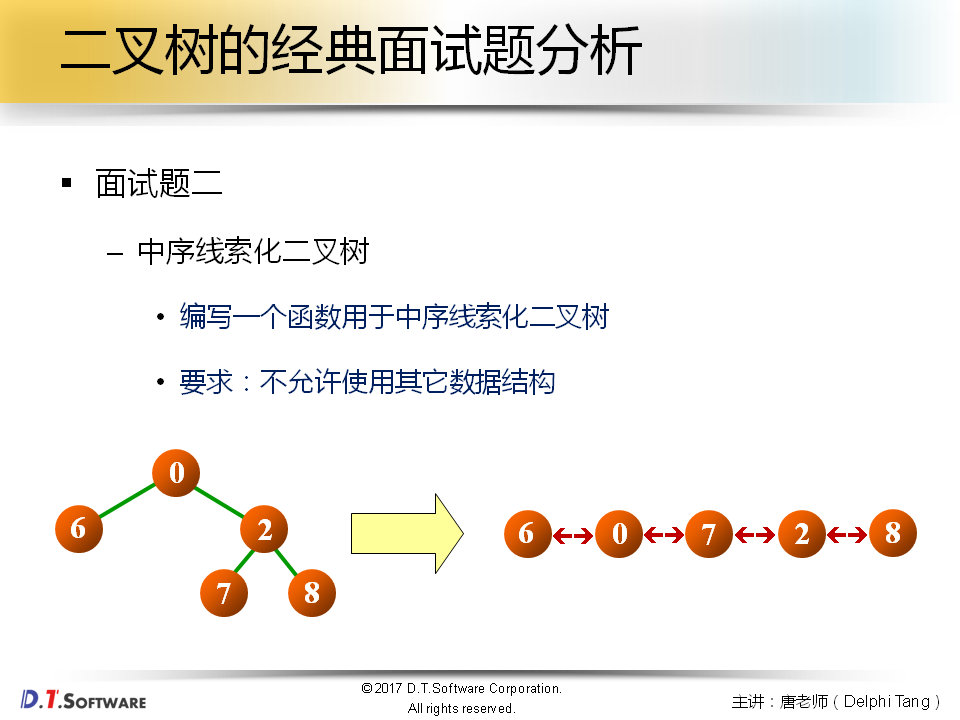 二叉树的经典面试题分析
▪ 面试题二
– 中序线索化二叉树
• 编写一个函数用于中序线索化二叉树
• 要求：不允许使用其它数据结构
0
6
2
7
8
6 0 7 2 8
D.T.SOFTWARE
©2017 D.T.Software Corporation.
All rights reserved.
主讲：唐老师（Delphi Tang）